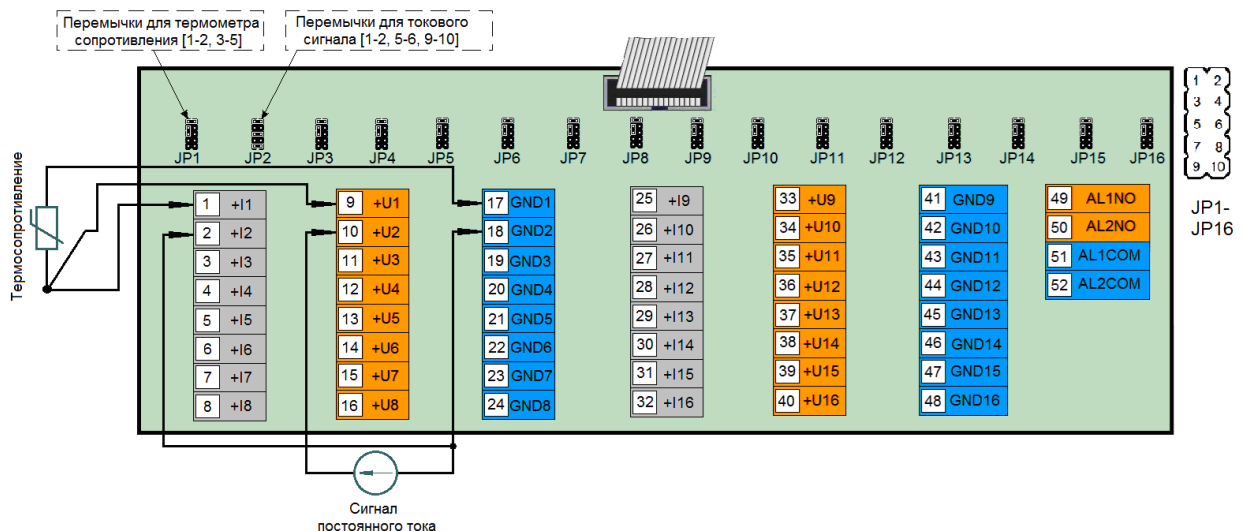 Перемычки для термометра
сопротивления [1-2, 3-5]
Перемычки для токового
сигнала [1-2, 5-6, 9-10]
1 2
3 4
5 6
7 8
9 10
JP1-
JP16
JP1 JP2 JP3 JP4 JP5 JP6 JP7 JP8 JP9 JP10 JP11 JP12 JP13 JP14 JP15 JP16
Термосопротивление
1 +I1
2 +I2
3 +I3
4 +I4
5 +I5
6 +I6
7 +I7
8 +I8
9 +U1
10 +U2
11 +U3
12 +U4
13 +U5
14 +U6
15 +U7
16 +U8
17 GND1
18 GND2
19 GND3
20 GND4
21 GND5
22 GND6
23 GND7
24 GND8
25 +I9
26 +I10
27 +I11
28 +I12
29 +I13
30 +I14
31 +I15
32 +I16
33 +U9
34 +U10
35 +U11
36 +U12
37 +U13
38 +U14
39 +U15
40 +U16
41 GND9
42 GND10
43 GND11
44 GND12
45 GND13
46 GND14
47 GND15
48 GND16
49 AL1NO
50 AL2NO
51 AL1COM
52 AL2COM
Сигнал
постоянного тока